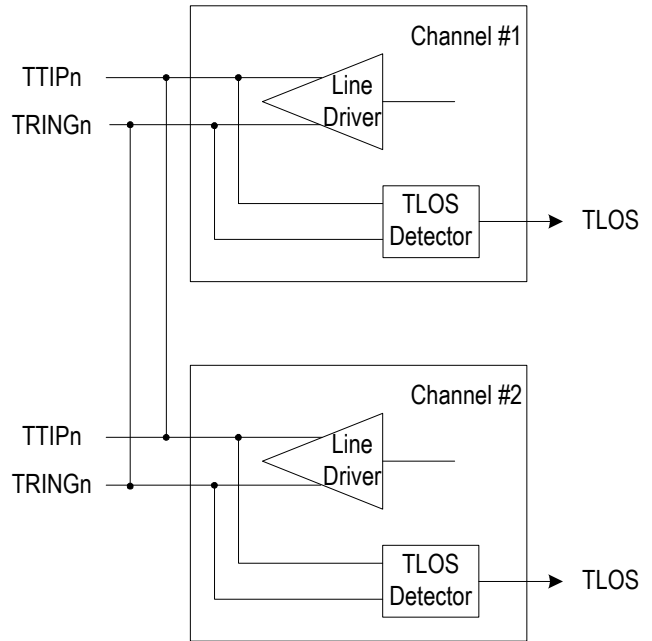 Channel #1
TTIPn
Line
Driver
TRINGn
TLOS
Detector
TLOS
Channel #2
TTIPn
Line
Driver
TRINGn
TLOS
Detector
TLOS